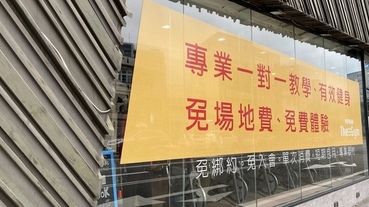 專業一對一教學、有效健身
免場地費、免費體驗
免綁約、免入會、單次消費